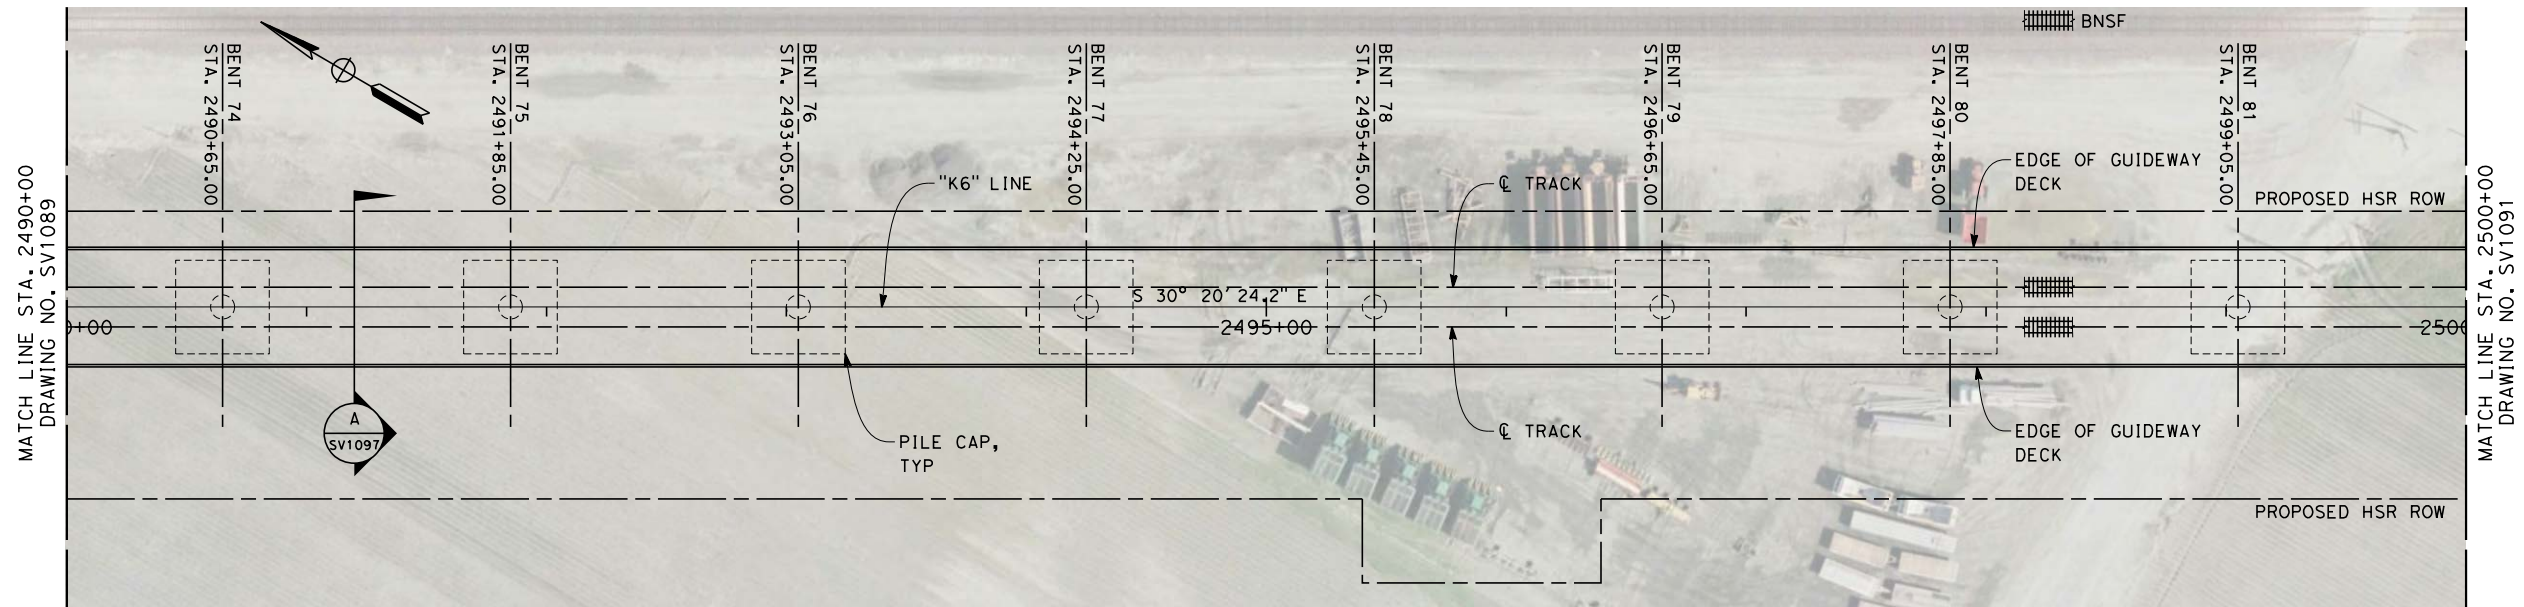 BNSF
BENT 74
STA. 2490+65.00
BENT 75
STA. 2491+85.00
BENT 76
STA. 2493+05.00
BENT 77
STA. 2494+25.00
BENT 78
STA. 2495+45.00
BENT 79
STA. 2496+65.00
BENT 80
STA. 2497+85.00
BENT 81
STA. 2499+05.00
MATCH LINE STA. 2490+00
DRAWING NO. SV1089
"K6" LINE
℄ TRACK
EDGE OF GUIDEWAY
DECK
PROPOSED HSR ROW
S 30° 20' 24.2" E
0+00
2495+00
2500
A
SV1097
PILE CAP,
TYP
℄ TRACK
EDGE OF GUIDEWAY
DECK
PROPOSED HSR ROW
MATCH LINE STA. 2500+00
DRAWING NO. SV1091